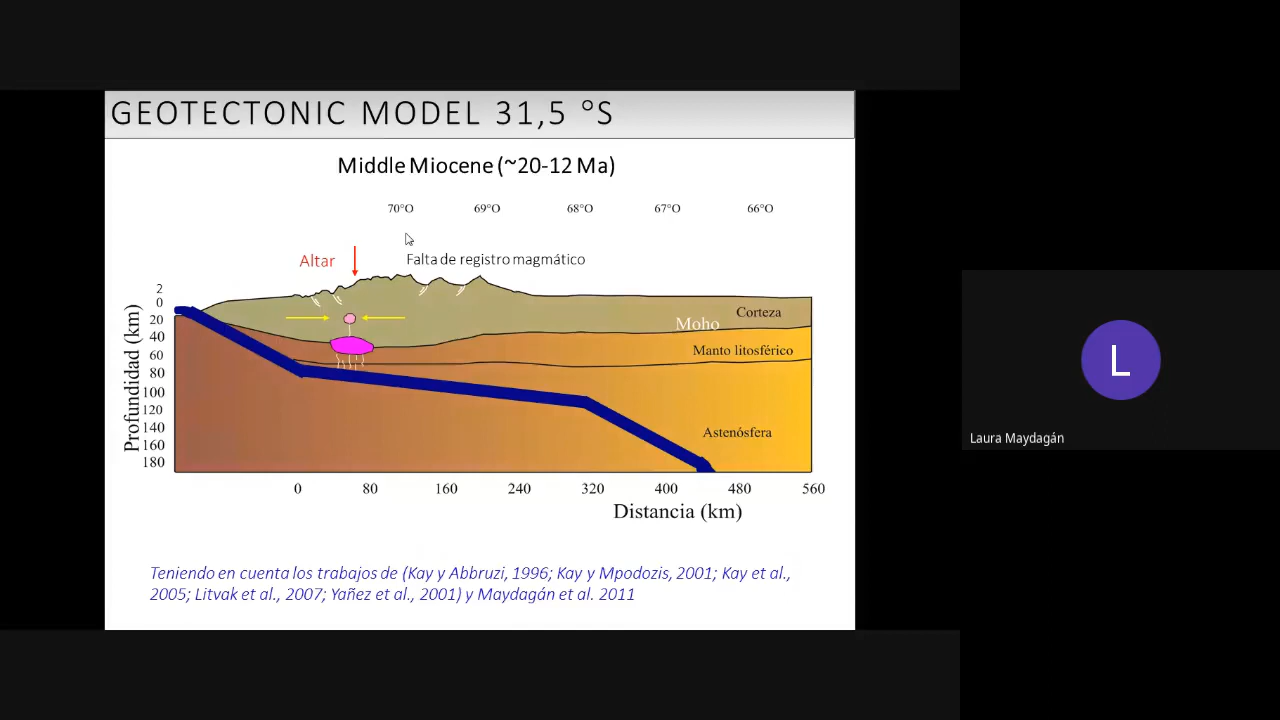 GEOTECTONIC MODEL 31,5 °S
Middle Miocene (~20-12 Ma)
70°O 69°O 68°O 67°O 66°O
Altar
Falta de registro magmático
Profundidad (km)
2
0
20
40
60
80
100
120
140
160
180
Corteza
Moho
Manto litosférico
Astenósfera
0 80 160 240 320 400 480 560
Distancia (km)
Teniendo en cuenta los trabajos de (Kay y Abbruzi, 1996; Kay y Mpodozis, 2001; Kay et al.,
2005; Litvak et al., 2007; Yañez et al., 2001) y Maydagán et al. 2011
L
Laura Maydagán